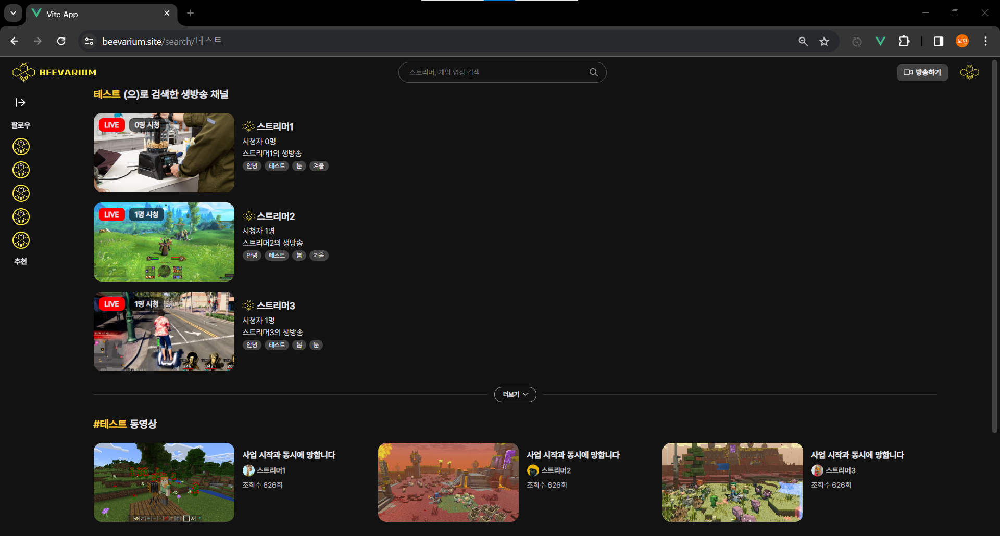 Vite App
beevarium.site/search/테스트
보현
BEEVARIUM
스트리머, 게임 영상 검색
방송하기
팔로우
추천
테스트 (으)로 검색한 생방송 채널
LIVE 0명 시청
스트리머1
시청자 0명
스트리머1의 생방송
안녕 테스트 눈 겨울
LIVE 1명 시청
스트리머2
시청자 1명
스트리머2의 생방송
안녕 테스트 봄 겨울
LIVE 1명 시청
246 342 20
스트리머3
시청자 1명
스트리머3의 생방송
안녕 테스트 봄 눈
더보기
#테스트 동영상
사업 시작과 동시에 망합니다
스트리머1
조회수 626회
사업 시작과 동시에 망합니다
스트리머2
조회수 626회
사업 시작과 동시에 망합니다
스트리머3
조회수 626회